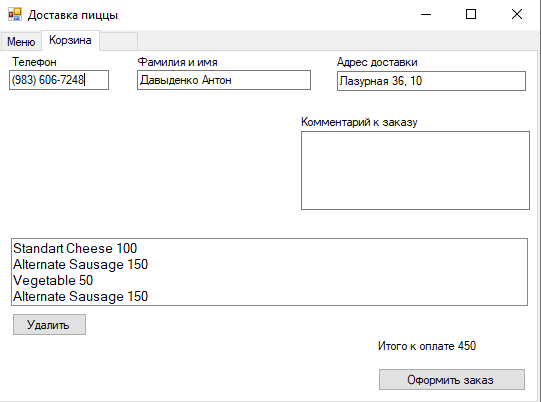 Доставка пиццы
Меню Корзина
Телефон Фамилия и имя Адрес доставки
(983) 606-7248 Давыденко Антон Лазурная 36, 10
Комментарий к заказу
Standart Cheese 100
Alternate Sausage 150
Vegetable 50
Alternate Sausage 150
Удалить
Итого к оплате 450
Оформить заказ